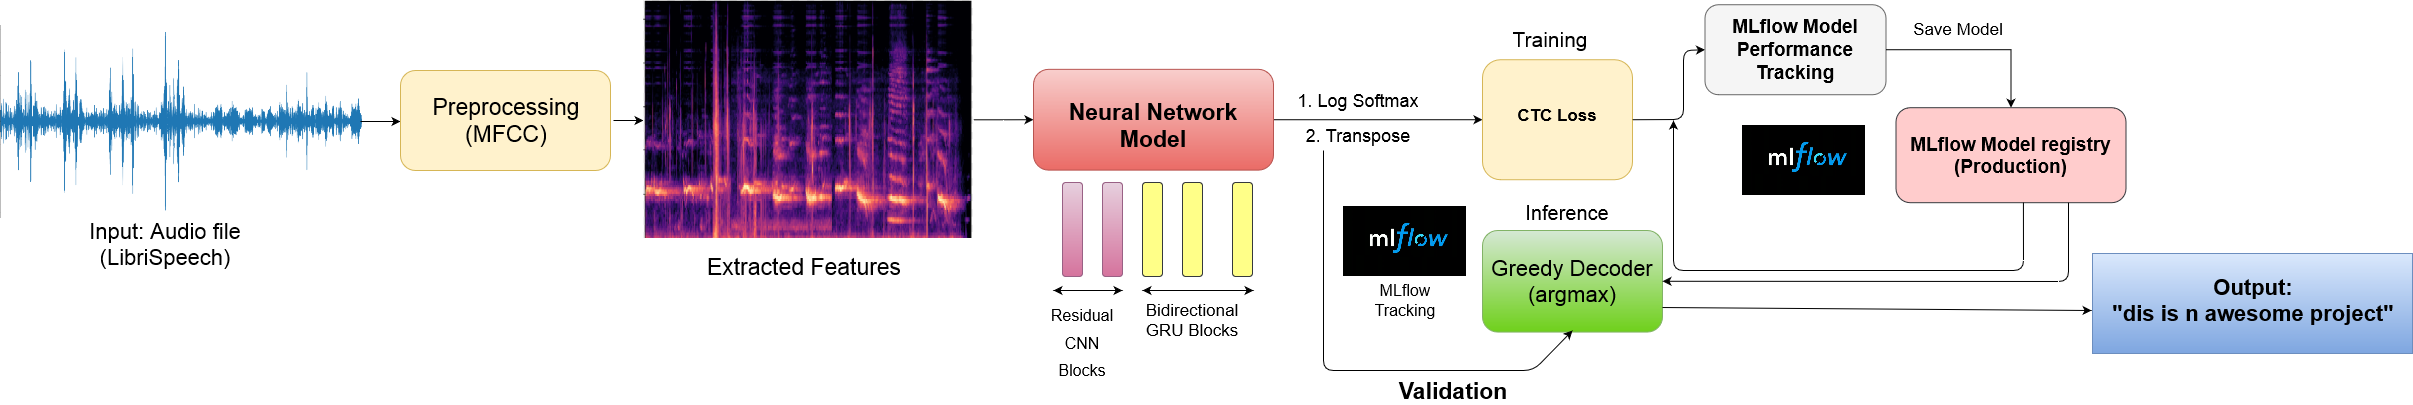 Input: Audio file
(LibriSpeech)
Preprocessing
(MFCC)
Extracted Features
Neural Network
Model
Residual
CNN
Blocks
Bidirectional
GRU Blocks
1. Log Softmax
2. Transpose
Training
CTC Loss
mlflow
MLflow
Tracking
Inference
Greedy Decoder
(argmax)
Validation
MLflow Model
Performance
Tracking
Save Model
mlflow
MLflow Model registry
(Production)
Output:
"dis is n awesome project"